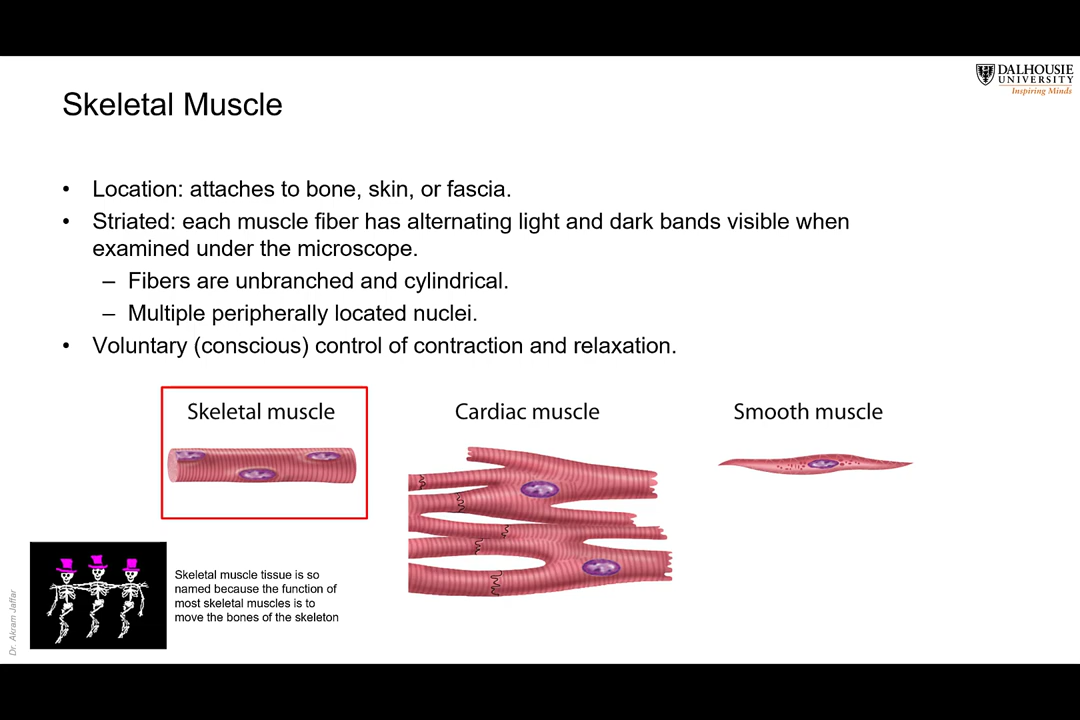 DALHOUSIE
UNIVERSITY
Inspiring Minds
Skeletal Muscle
• Location: attaches to bone, skin, or fascia.
• Striated: each muscle fiber has alternating light and dark bands visible when
examined under the microscope.
– Fibers are unbranched and cylindrical.
– Multiple peripherally located nuclei.
• Voluntary (conscious) control of contraction and relaxation.
Skeletal muscle
Cardiac muscle
Smooth muscle
Skeletal muscle tissue is so
named because the function of
most skeletal muscles is to
move the bones of the skeleton
Dr. Akram Jaffar